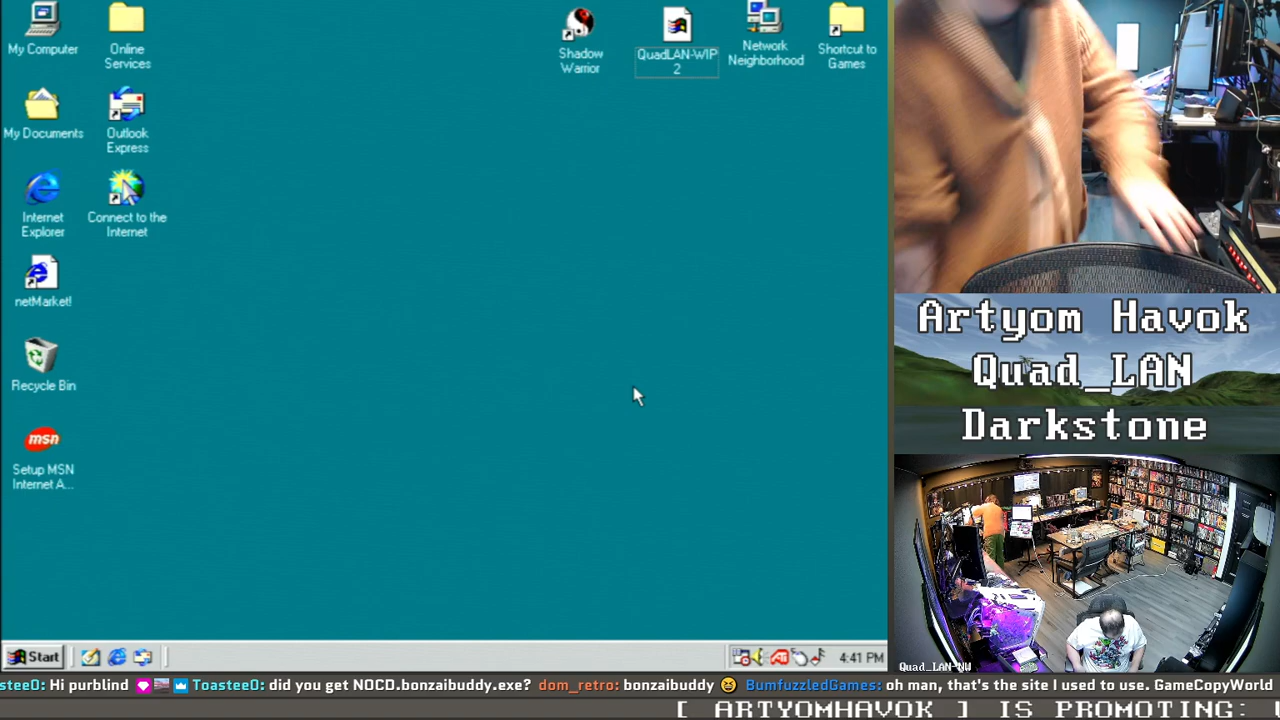 My Computer
Online
Services
Shadow
Warrior
QuadLAN-WIP
2
Network
Neighborhood
Shortcut to
Games
My Documents
Outlook
Express
Internet
Explorer
Connect to the
Internet
netMarket!
Recycle Bin
msn
Setup MSN
Internet A...
Start
4:41 PM
Artyom Havok
Quad_LAN
Darkstone
Quad_LAN-NW
steeO: Hi purblind ToasteeO: did you get NOCD.bonzaibuddy.exe? dom_retro: bonzaibuddy BumfuzzledGames: oh man, that's the site I used to use. GameCopyWorld
[ ARTYOMHAVOK ] IS PROMOTING: [